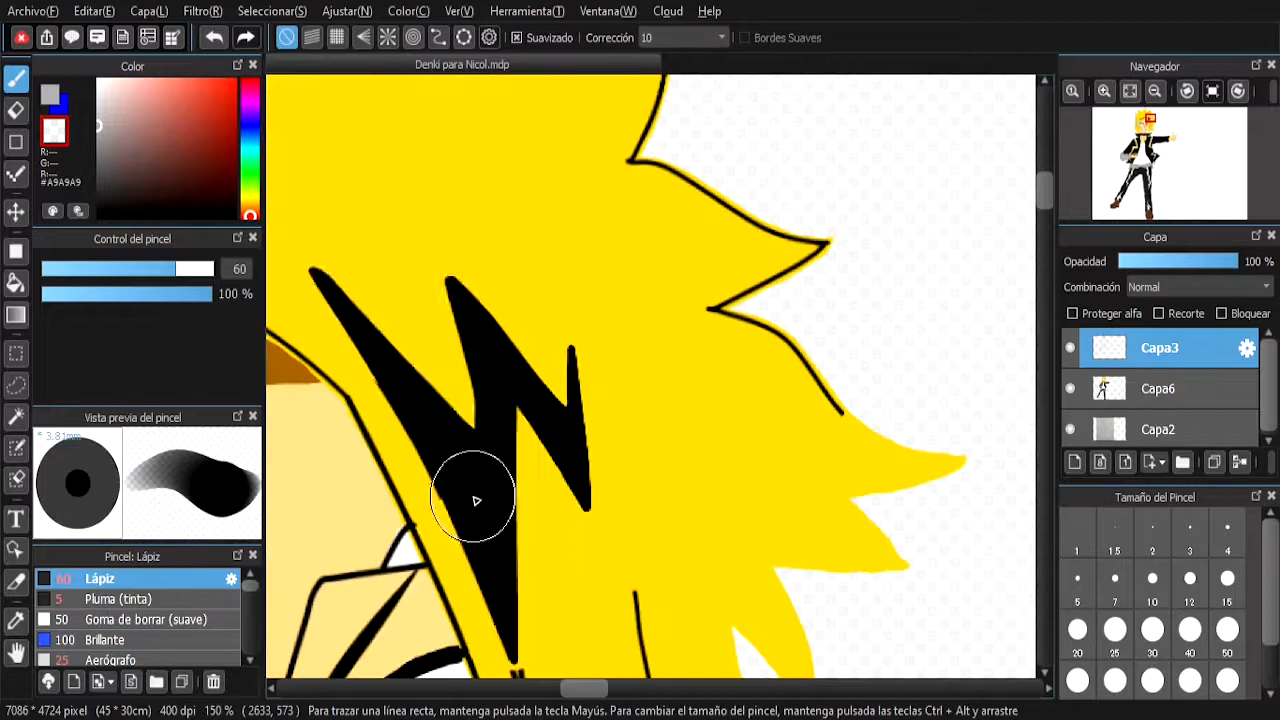 Archivo(F) Editar(E) Capa(L) Filtro(R) Seleccionar(S) Ajustar(N) Color(C) Ver(V) Herramienta(T) Ventana(W) Cloud Help
Suavizado Corrección 10 Bordes Suaves
Color
Denki para Nicol.mdp
Navegador
R:---
G:---
R:---
#A9A9A9
Control del pincel
60
100 %
Capa
Opacidad 100 %
Combinación Normal
Proteger alfa Recorte Bloquear
Capa3
Capa6
Capa2
Vista previa del pincel
* 3.81mm
Tamaño del Pincel
1 1.5 2 3 4
5 7 10 12 15
20 25 30 40 50
Pincel: Lápiz
60 Lápiz
5 Pluma (tinta)
50 Goma de borrar (suave)
100 Brillante
25 Aerógrafo
7086 * 4724 pixel (45 * 30cm) 400 dpi 150 % ( 2633, 573 ) Para trazar una línea recta, mantenga pulsada la tecla Mayús. Para cambiar el tamaño del pincel, mantenga pulsada las teclas Ctrl + Alt y arrastre